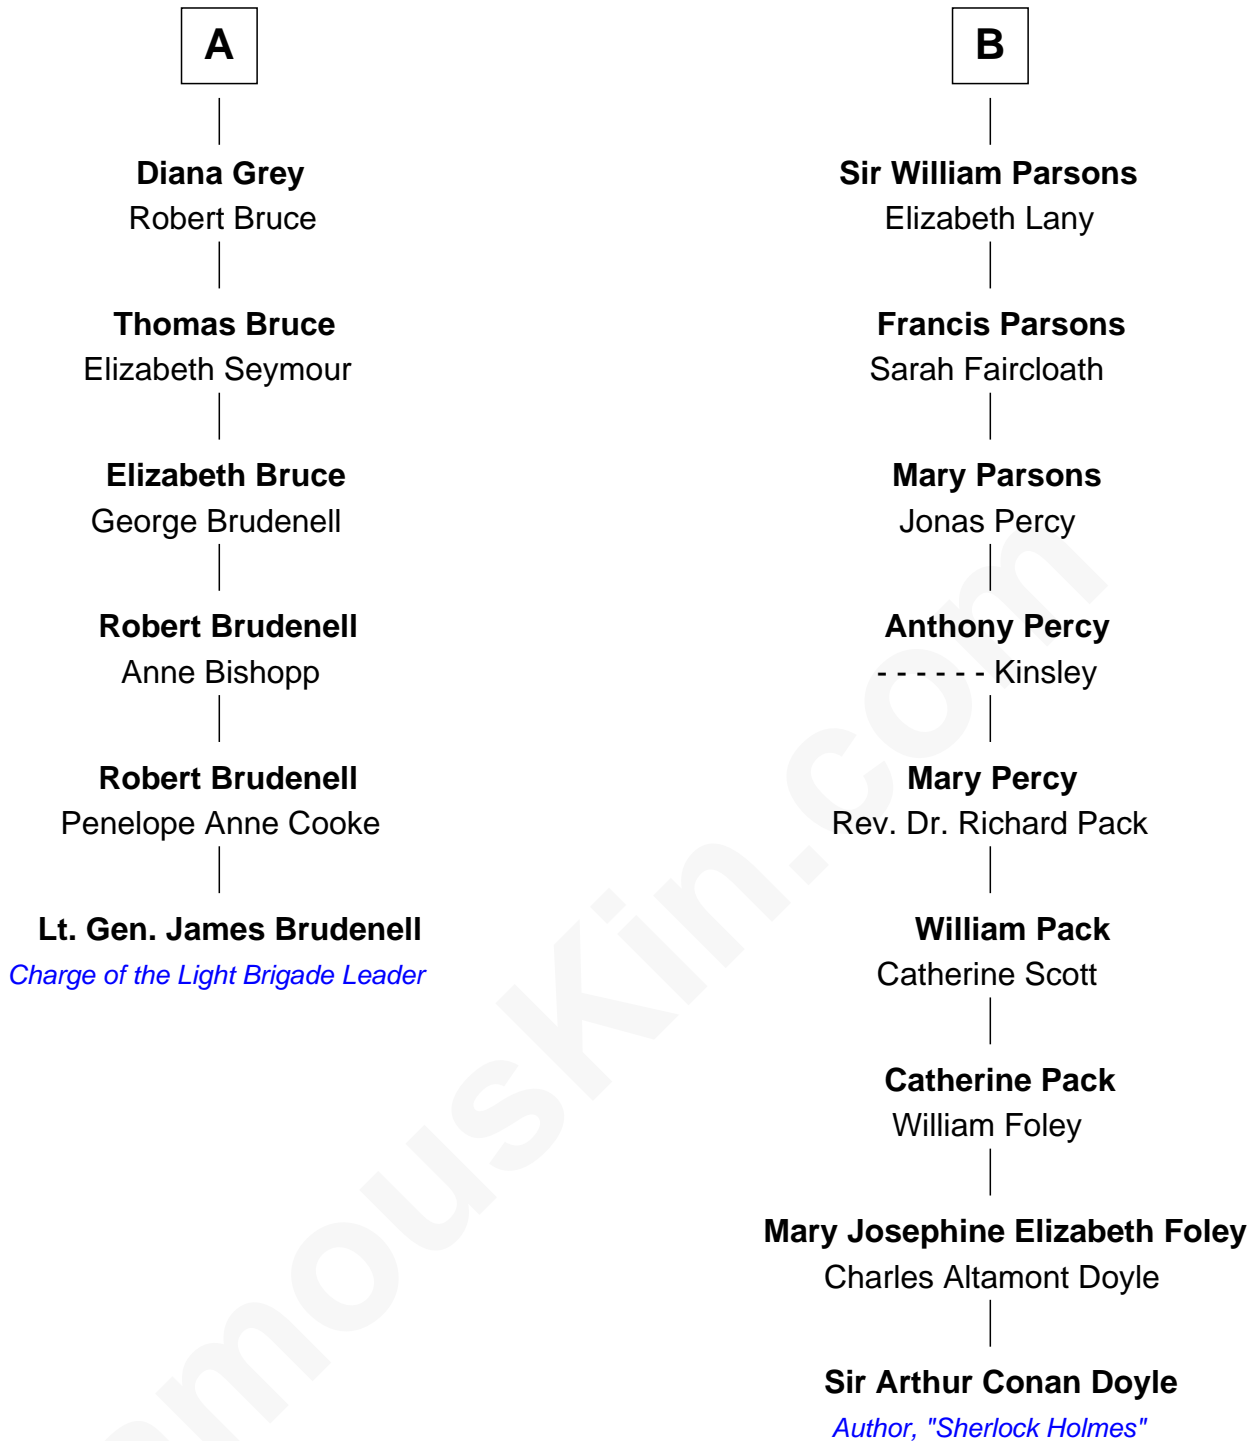 A
Diana Grey
Robert Bruce
Thomas Bruce
Elizabeth Seymour
Elizabeth Bruce
George Brudenell
Robert Brudenell
Anne Bishopp
Robert Brudenell
Penelope Anne Cooke
Lt. Gen. James Brudenell
Charge of the Light Brigade Leader
B
Sir William Parsons
Elizabeth Lany
Francis Parsons
Sarah Faircloath
Mary Parsons
Jonas Percy
Anthony Percy
- - - - - - Kinsley
Mary Percy
Rev. Dr. Richard Pack
William Pack
Catherine Scott
Catherine Pack
William Foley
Mary Josephine Elizabeth Foley
Charles Altamont Doyle
Sir Arthur Conan Doyle
Author, "Sherlock Holmes"
amousKin.com